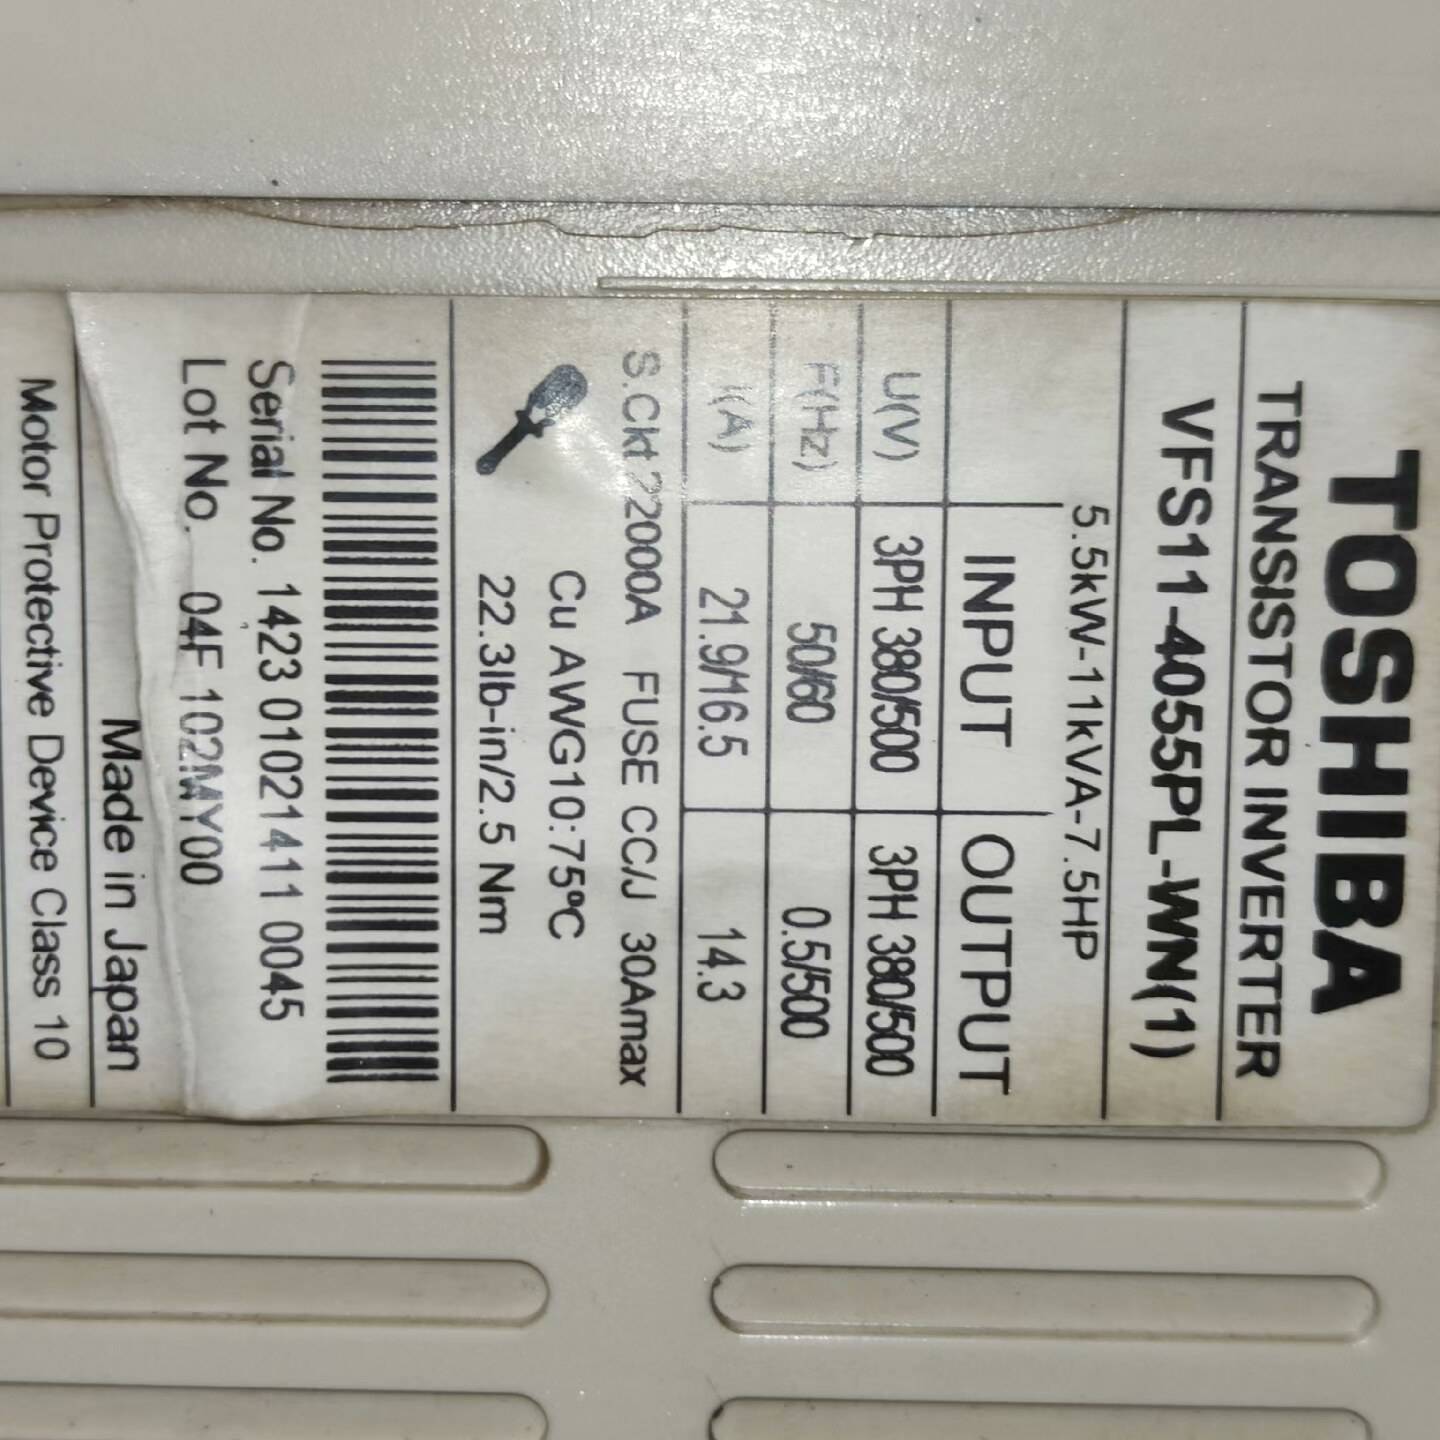 TOSHIBA
TRANSISTOR INVERTER
VFS11-4055PL-WN(1)
5.5kW-11kVA-7.5HP
INPUT OUTPUT
U(V) 3PH 380/500 3PH 380/500
F(Hz) 50/60 0.5/500
I(A) 21.9/16.5 14.3
S.Ckt 22000A FUSE CC/J 30Amax
Cu AWG10:75ºC
22.3lb-in/2.5 Nm
Serial No. 1423 01021411 0045
Lot No. 04F 102MY00
Made in Japan
Motor Protective Device Class 10